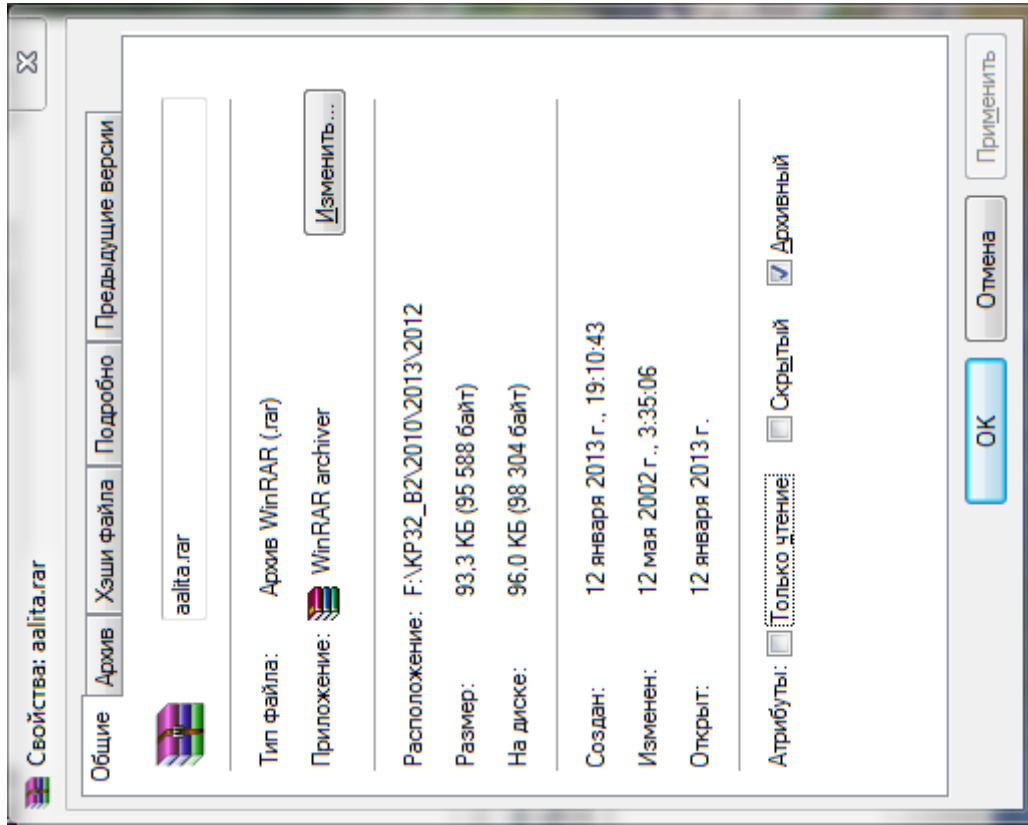 Свойства: aalita.rar
Общие Архив Хэши файла Подробно Предыдущие версии
aalita.rar
Тип файла: Архив WinRAR (.rar)
Приложение: WinRAR archiver Изменить...
Расположение: F:\KP32_B2\2010\2013\2012
Размер: 93,3 КБ (95 588 байт)
На диске: 96,0 КБ (98 304 байт)
Создан: 12 января 2013 г., 19:10:43
Изменен: 12 мая 2002 г., 3:35:06
Открыт: 12 января 2013 г.
Атрибуты: Только чтение Скрытый Архивный
ОК Отмена Применить